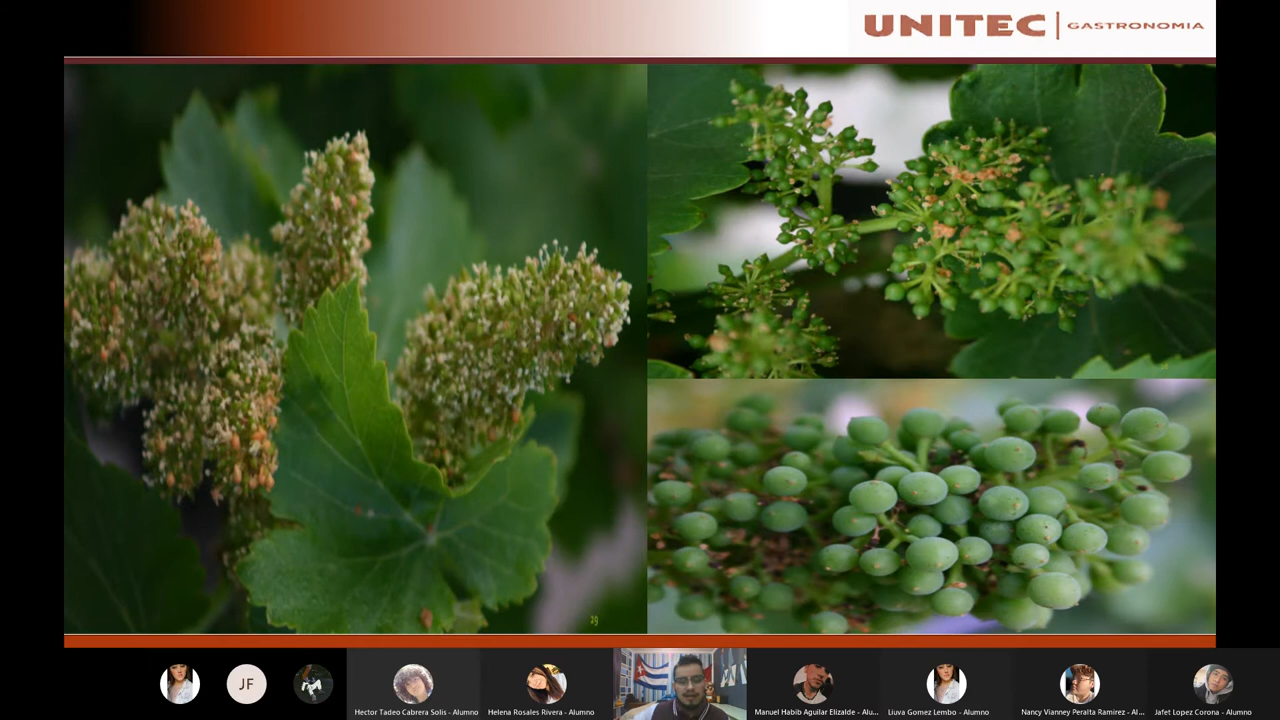 UNITEC | GASTRONOMIA
29
JF
Hector Tadeo Cabrera Solis - Alumno
Helena Rosales Rivera - Alumno
Manuel Habib Aguilar Elizalde - Alu...
Liuva Gomez Lembo - Alumno
Nancy Vianney Peralta Ramirez - Al...
Jafet Lopez Corona - Alumno